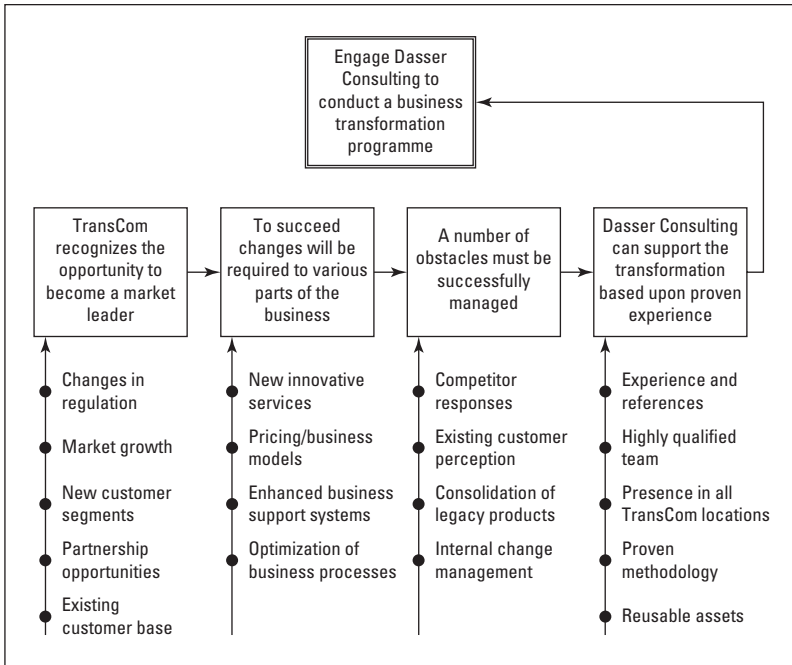 Engage Dasser
Consulting to
conduct a business
transformation
programme
TransCom
recognizes the
opportunity to
become a market
leader
To succeed
changes will be
required to various
parts of the
business
A number of
obstacles must be
successfully
managed
Dasser Consulting
can support the
transformation
based upon proven
experience
Changes in
regulation
Market growth
New customer
segments
Partnership
opportunities
Existing
customer base
New innovative
services
Pricing/business
models
Enhanced business
support systems
Optimization of
business processes
Competitor
responses
Existing customer
perception
Consolidation of
legacy products
Internal change
management
Experience and
references
Highly qualified
team
Presence in all
TransCom locations
Proven
methodology
Reusable assets